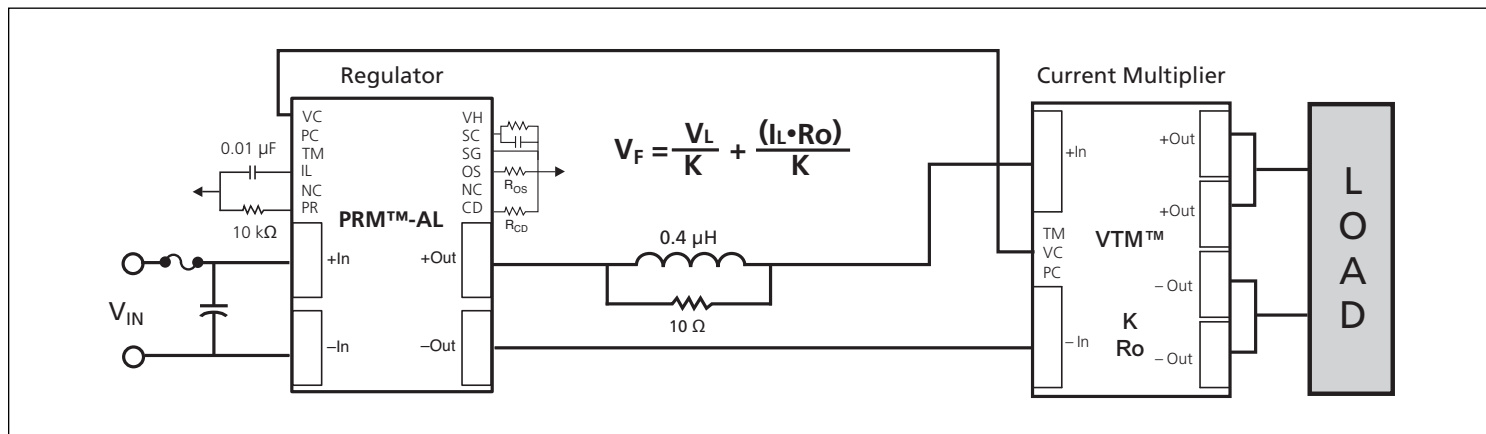 Regulator
Current Multiplier
VC
PC
TM
IL
NC
PR
VH
SC
SG
OS
NC
CD
0.01 µF
10 kΩ
R_OS
R_CD
PRM™-AL
V_F = V_L/K + (I_L•Ro)/K
+In
+Out
–In
–Out
V_IN
0.4 µH
10 Ω
+In
TM
VC
PC
– In
+Out
+Out
– Out
– Out
VTM™
K
Ro
L
O
A
D